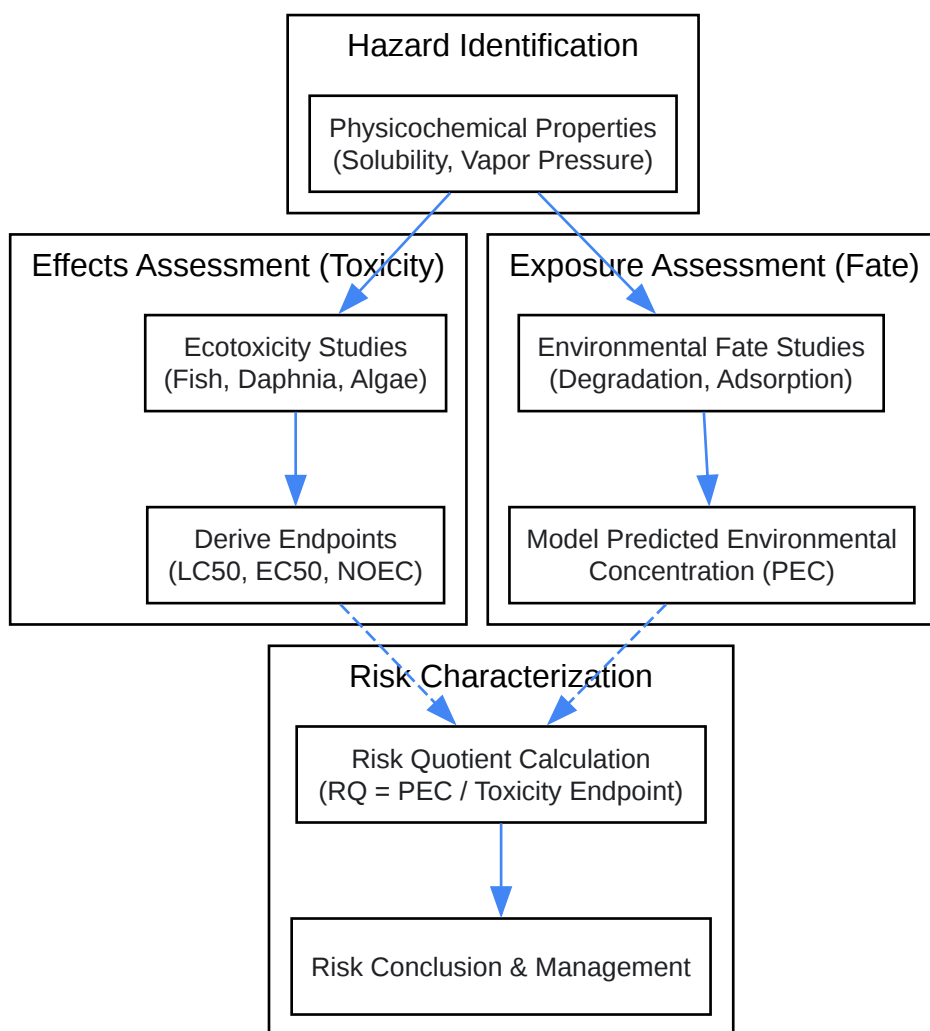 Hazard Identification
Physicochemical Properties
(Solubility, Vapor Pressure)
Effects Assessment (Toxicity)
Ecotoxicity Studies
(Fish, Daphnia, Algae)
Derive Endpoints
(LC50, EC50, NOEC)
Exposure Assessment (Fate)
Environmental Fate Studies
(Degradation, Adsorption)
Model Predicted Environmental
Concentration (PEC)
Risk Characterization
Risk Quotient Calculation
(RQ = PEC / Toxicity Endpoint)
Risk Conclusion & Management